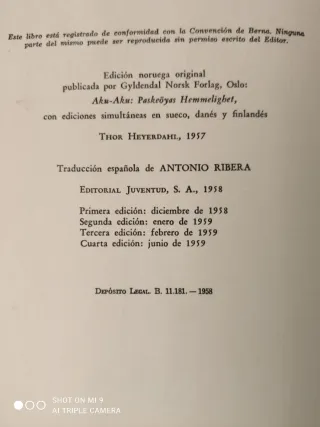 Este libro está registrado de conformidad con la Convención de Berna. Ninguna
parte del mismo puede ser reproducida sin permiso escrito del Editor.
Edición noruega original
publicada por Gyldendal Norsk Forlag, Oslo:
Aku-Aku: Paskeöyas Hemmelighet,
con ediciones simultáneas en sueco, danés y finlandés
Thor Heyerdahl, 1957
Traducción española de ANTONIO RIBERA
Editorial Juventud, S. A., 1958
Primera edición: diciembre de 1958
Segunda edición: enero de 1959
Tercera edición: febrero de 1959
Cuarta edición: junio de 1959
Depósito Legal. B. 11.181.—1958
SHOT ON MI 9
AI TRIPLE CAMERA